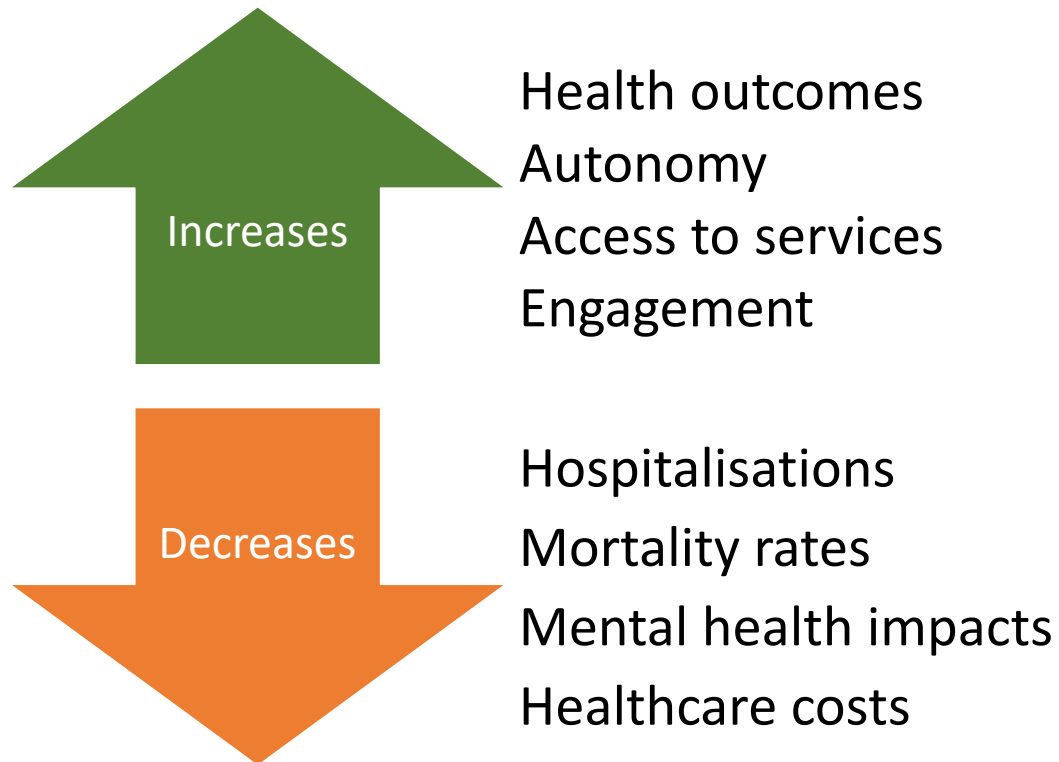 Increases
Health outcomes
Autonomy
Access to services
Engagement
Decreases
Hospitalisations
Mortality rates
Mental health impacts
Healthcare costs